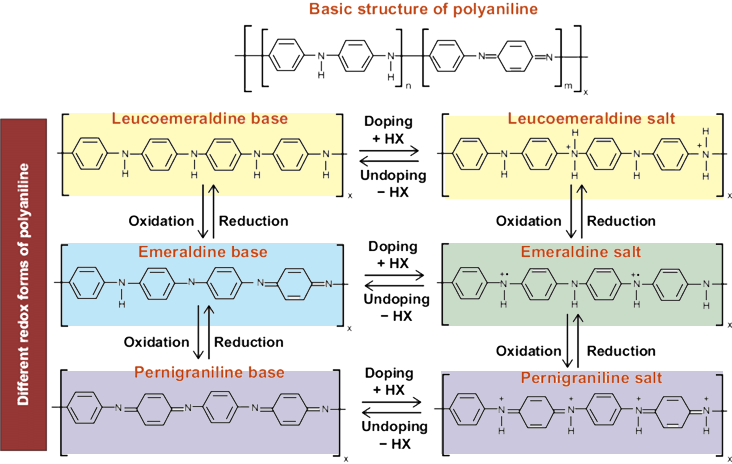 Basic structure of polyaniline
N
H
N
H
n
N
N
m
x
Different redox forms of polyaniline
Leucoemeraldine base
N
H
N
H
N
H
N
H
x
Doping
+ HX
Undoping
− HX
Leucoemeraldine salt
N
H
H
+
N
H
N
H
H
+
N
H
x
Oxidation
Reduction
Oxidation
Reduction
Emeraldine base
N
H
N
N
N
x
Doping
+ HX
Undoping
− HX
Emeraldine salt
+•
N
H
N
H
+•
N
H
N
H
x
Oxidation
Reduction
Oxidation
Reduction
Pernigraniline base
N
N
N
N
x
Doping
+ HX
Undoping
− HX
Pernigraniline salt
+
N
H
+
N
H
+
N
H
+
N
H
x